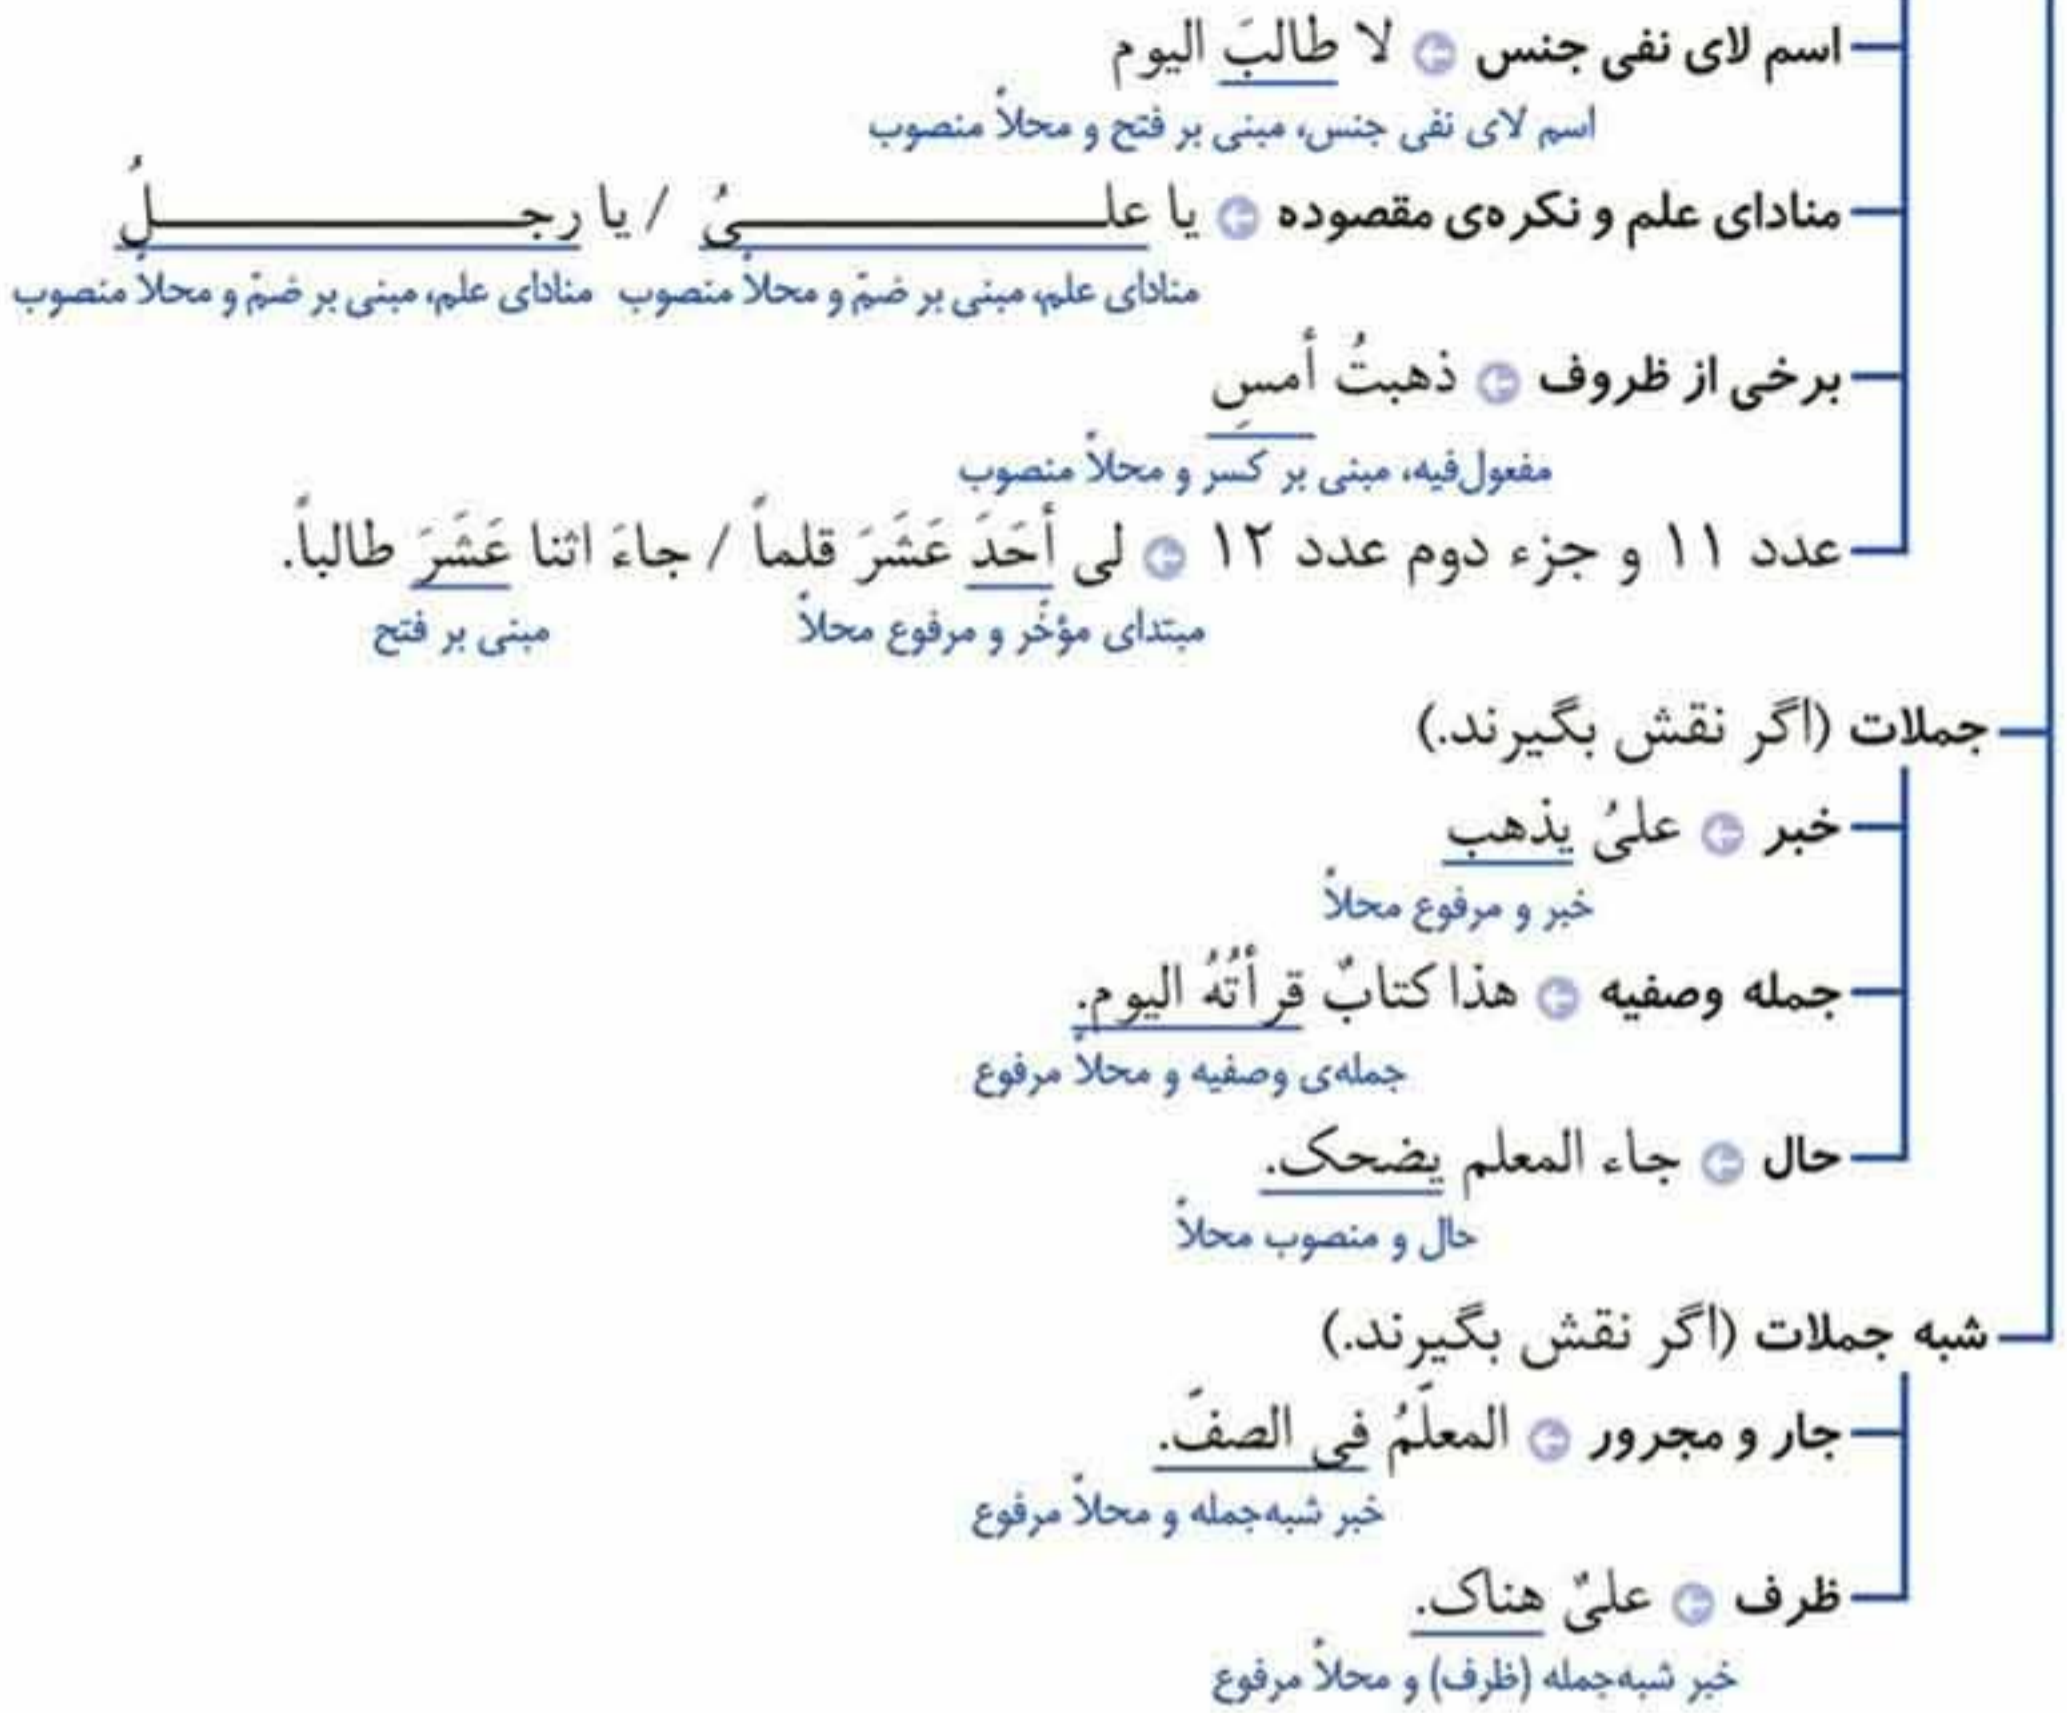 اسم لای نفی جنس لا طالبَ الیوم
اسم لای نفی جنس، مبنی بر فتح و محلاً منصوب
منادای علم و نکره‌ی مقصوده یا علـــیُ / یا رجـــلُ
منادای علم، مبنی بر ضمّ و محلاً منصوب منادای علم، مبنی بر ضمّ و محلاً منصوب
برخی از ظروف ذهبتُ أمسِ
مفعول‌فیه، مبنی بر کسر و محلاً منصوب
عدد ۱۱ و جزء دوم عدد ۱۲ لی أَحَدَ عَشَرَ قلماً / جاءَ اثنا عَشَرَ طالباً.
مبتدای مؤخّر و مرفوع محلاً مبنی بر فتح
جملات (اگر نقش بگیرند.)
خبر علیُ یذهب
خبر و مرفوع محلاً
جمله وصفیه هذا کتابٌ قرأتُهُ الیوم.
جمله‌ی وصفیه و محلاً مرفوع
حال جاء المعلم یضحک.
حال و منصوب محلاً
شبه جملات (اگر نقش بگیرند.)
جار و مجرور المعلّمُ فی الصفّ.
خبر شبه‌جمله و محلاً مرفوع
ظرف علیٌ هناک.
خبر شبه‌جمله (ظرف) و محلاً مرفوع